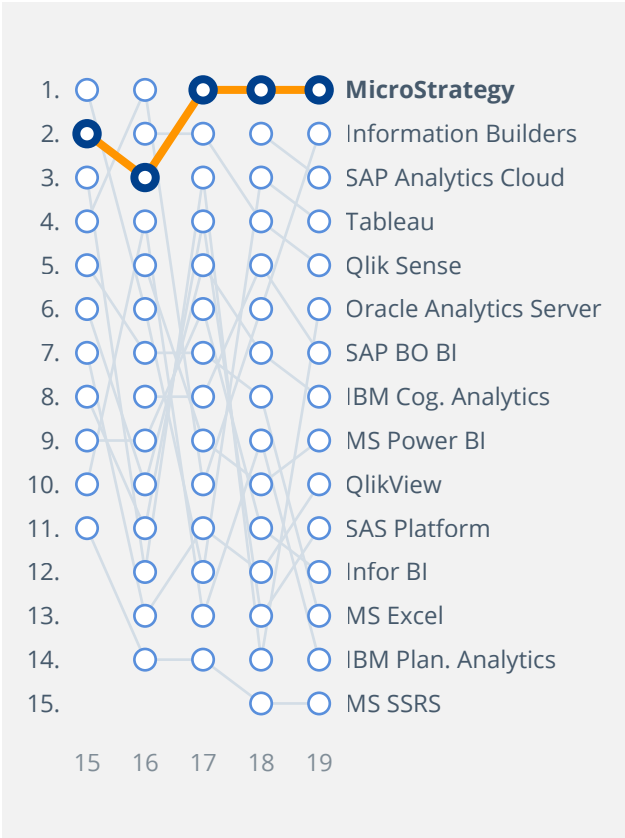 1. MicroStrategy
2. Information Builders
3. SAP Analytics Cloud
4. Tableau
5. Qlik Sense
6. Oracle Analytics Server
7. SAP BO BI
8. IBM Cog. Analytics
9. MS Power BI
10. QlikView
11. SAS Platform
12. Infor BI
13. MS Excel
14. IBM Plan. Analytics
15. MS SSRS
15 16 17 18 19